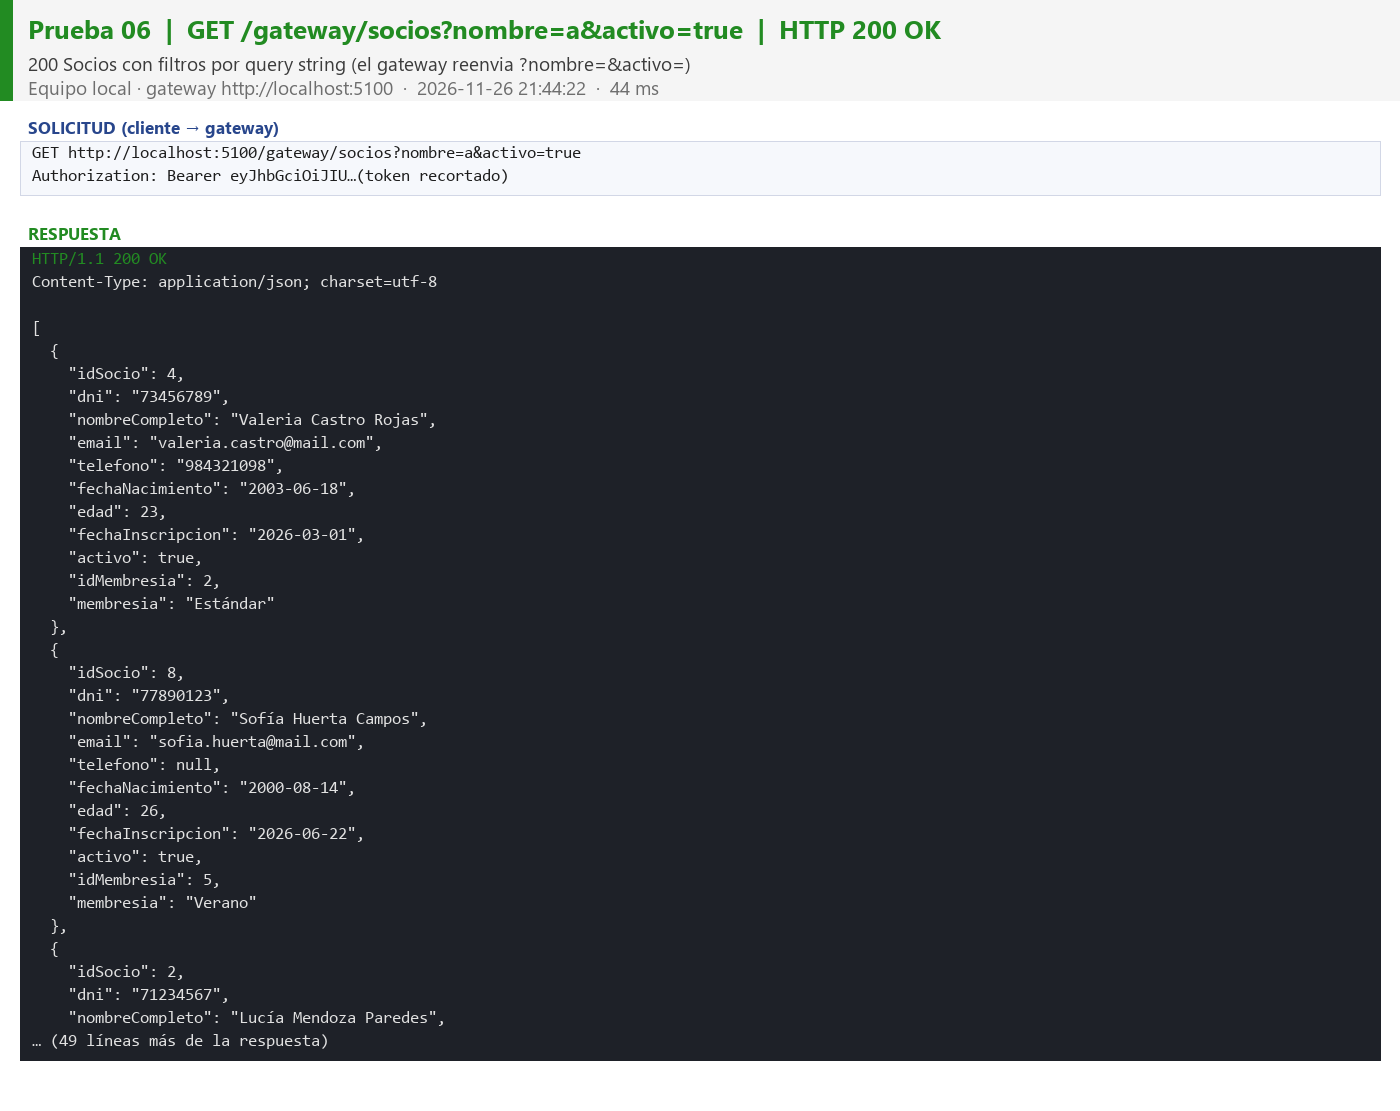 Prueba 06 | GET /gateway/socios?nombre=a&activo=true | HTTP 200 OK
200 Socios con filtros por query string (el gateway reenvia ?nombre=&activo=)
Equipo local · gateway http://localhost:5100 · 2026-11-26 21:44:22 · 44 ms
SOLICITUD (cliente → gateway)
GET http://localhost:5100/gateway/socios?nombre=a&activo=true
Authorization: Bearer eyJhbGciOiJIU…(token recortado)
RESPUESTA
HTTP/1.1 200 OK
Content-Type: application/json; charset=utf-8
[
  {
    "idSocio": 4,
    "dni": "73456789",
    "nombreCompleto": "Valeria Castro Rojas",
    "email": "valeria.castro@mail.com",
    "telefono": "984321098",
    "fechaNacimiento": "2003-06-18",
    "edad": 23,
    "fechaInscripcion": "2026-03-01",
    "activo": true,
    "idMembresia": 2,
    "membresia": "Estándar"
  },
  {
    "idSocio": 8,
    "dni": "77890123",
    "nombreCompleto": "Sofía Huerta Campos",
    "email": "sofia.huerta@mail.com",
    "telefono": null,
    "fechaNacimiento": "2000-08-14",
    "edad": 26,
    "fechaInscripcion": "2026-06-22",
    "activo": true,
    "idMembresia": 5,
    "membresia": "Verano"
  },
  {
    "idSocio": 2,
    "dni": "71234567",
    "nombreCompleto": "Lucía Mendoza Paredes",
… (49 líneas más de la respuesta)